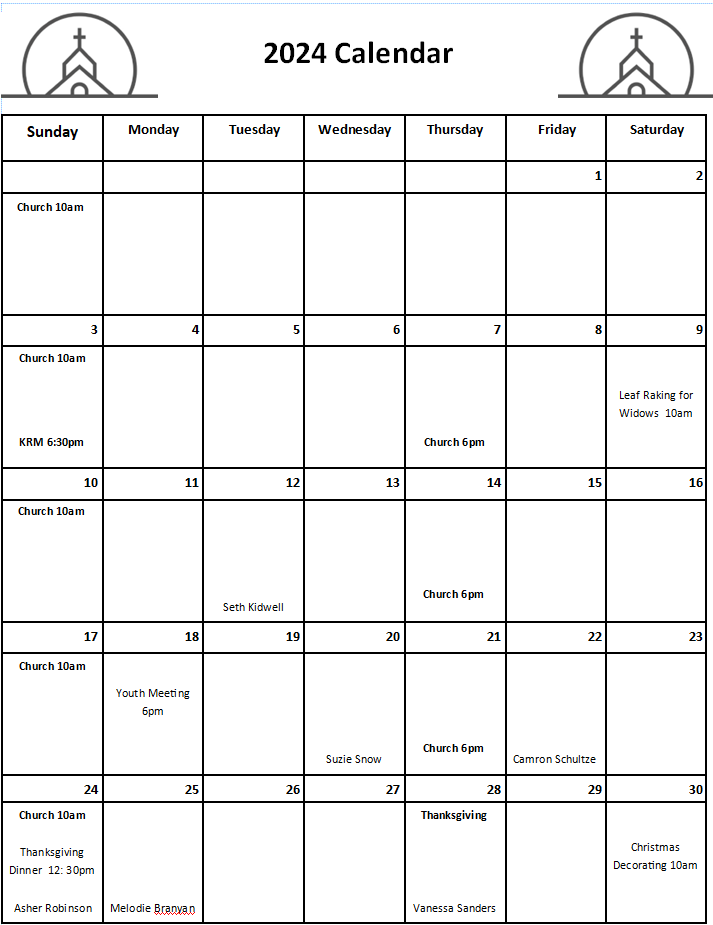 2024 Calendar
Sunday Monday Tuesday Wednesday Thursday Friday Saturday
1 2
Church 10am
3 4 5 6 7 8 9
Church 10am
Leaf Raking for
Widows 10am
KRM 6:30pm Church 6pm
10 11 12 13 14 15 16
Church 10am
Church 6pm
Seth Kidwell
17 18 19 20 21 22 23
Church 10am
Youth Meeting
6pm
Church 6pm
Suzie Snow Camron Schultze
24 25 26 27 28 29 30
Church 10am Thanksgiving
Thanksgiving
Dinner 12: 30pm
Christmas
Decorating 10am
Asher Robinson Melodie Branyan Vanessa Sanders